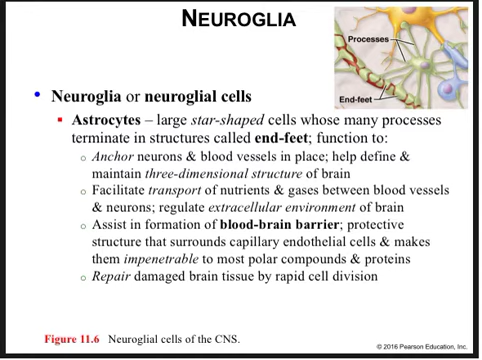 NEUROGLIA
Processes
End-feet
• Neuroglia or neuroglial cells
▪ Astrocytes – large star-shaped cells whose many processes
terminate in structures called end-feet; function to:
o Anchor neurons & blood vessels in place; help define &
maintain three-dimensional structure of brain
o Facilitate transport of nutrients & gases between blood vessels
& neurons; regulate extracellular environment of brain
o Assist in formation of blood-brain barrier; protective
structure that surrounds capillary endothelial cells & makes
them impenetrable to most polar compounds & proteins
o Repair damaged brain tissue by rapid cell division
Figure 11.6 Neuroglial cells of the CNS.
© 2016 Pearson Education, Inc.